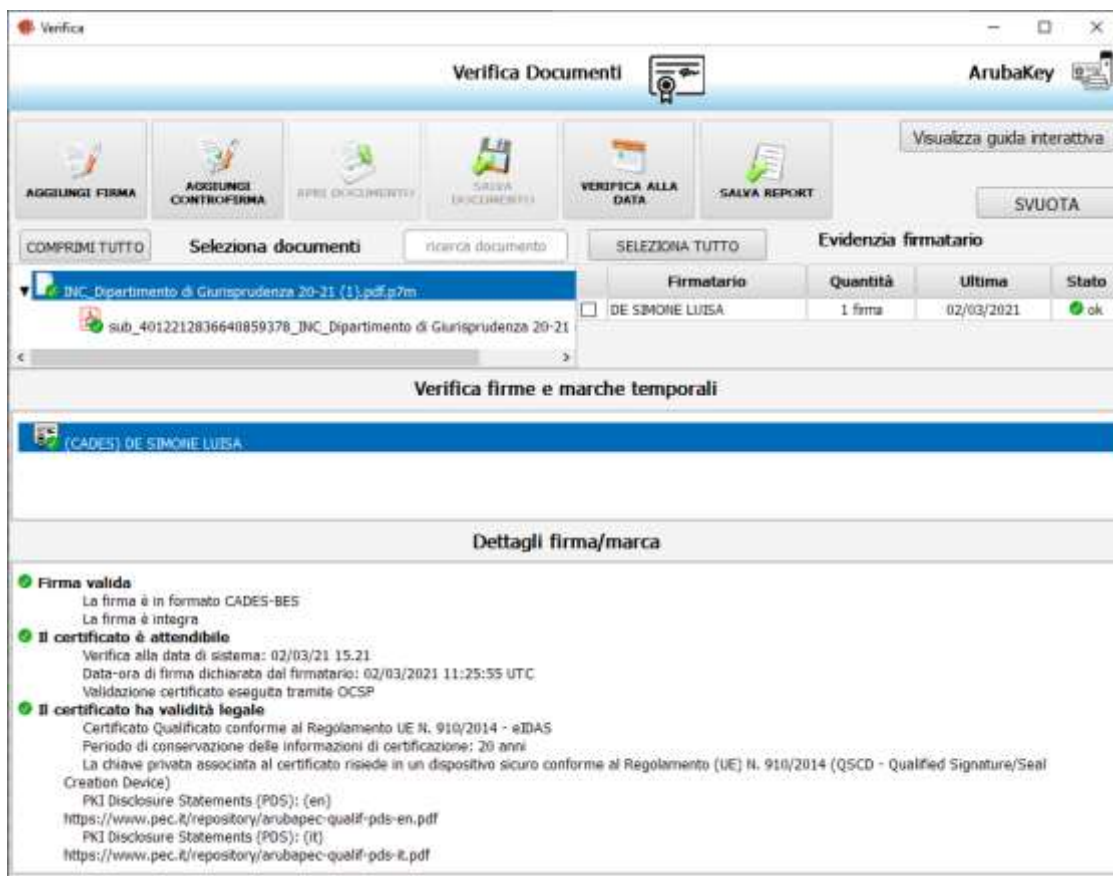 Verifica
Verifica Documenti
ArubaKey
Visualizza guida interattiva
AGGIUNGI FIRMA
AGGIUNGI CONTROFIRMA
APRI DOCUMENTO
SALVA DOCUMENTO
VERIFICA ALLA DATA
SALVA REPORT
SVUOTA
COMPRIMI TUTTO
Seleziona documenti
ricerca documento
SELEZIONA TUTTO
Evidenzia firmatario
INC_Dipartimento di Giurisprudenza 20-21 (1).pdf.p7m
sub_4012212836640859378_INC_Dipartimento di Giurisprudenza 20-21
Firmatario Quantità Ultima Stato
DE SIMONE LUISA 1 firma 02/03/2021 ok
Verifica firme e marche temporali
(CADES) DE SIMONE LUISA
Dettagli firma/marca
Firma valida
La firma è in formato CADES-BES
La firma è integra
Il certificato è attendibile
Verifica alla data di sistema: 02/03/21 15.21
Data-ora di firma dichiarata dal firmatario: 02/03/2021 11:25:55 UTC
Validazione certificato eseguita tramite OCSP
Il certificato ha validità legale
Certificato Qualificato conforme al Regolamento UE N. 910/2014 - eIDAS
Periodo di conservazione delle informazioni di certificazione: 20 anni
La chiave privata associata al certificato risiede in un dispositivo sicuro conforme al Regolamento (UE) N. 910/2014 (QSCD - Qualified Signature/Seal
Creation Device)
PKI Disclosure Statements (PDS): (en)
https://www.pec.it/repository/arubapec-qualif-pds-en.pdf
PKI Disclosure Statements (PDS): (it)
https://www.pec.it/repository/arubapec-qualif-pds-it.pdf